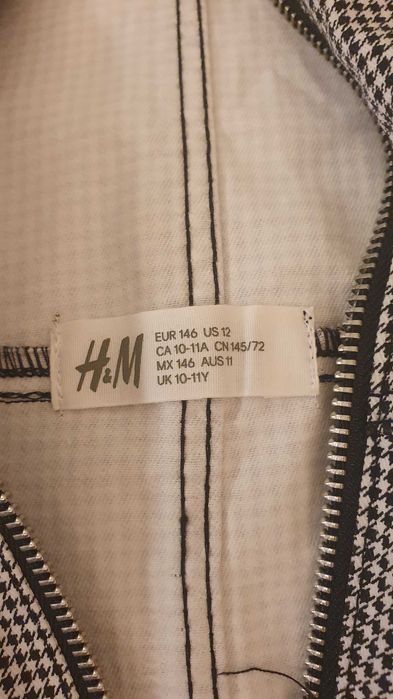 H&M
EUR 146 US 12
CA 10-11A CN 145/72
MX 146 AUS 11
UK 10-11Y